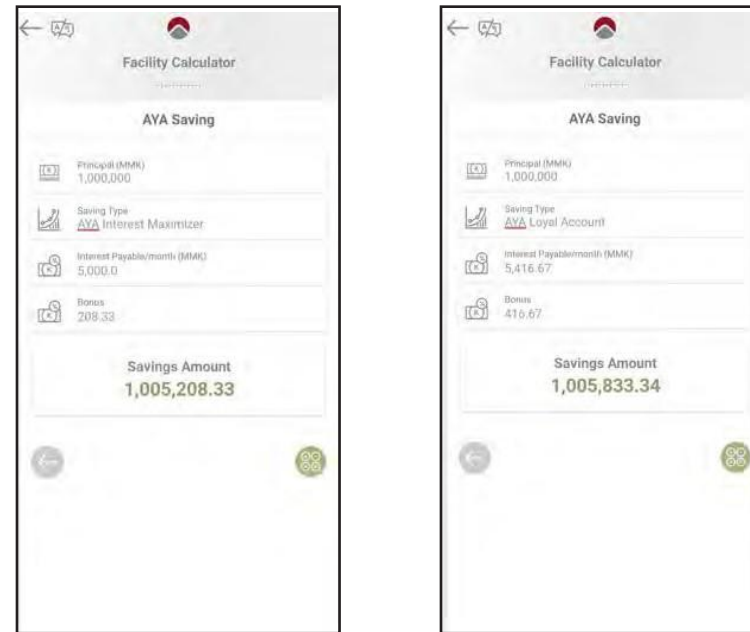 Facility Calculator
AYA Saving
Principal (MMK)
1,000,000
Saving Type
AYA Interest Maximizer
Interest Payable/month (MMK)
5,000.0
Bonus
208.33
Savings Amount
1,005,208.33
Facility Calculator
AYA Saving
Principal (MMK)
1,000,000
Saving Type
AYA Loyal Account
Interest Payable/month (MMK)
5,416.67
Bonus
416.67
Savings Amount
1,005,833.34